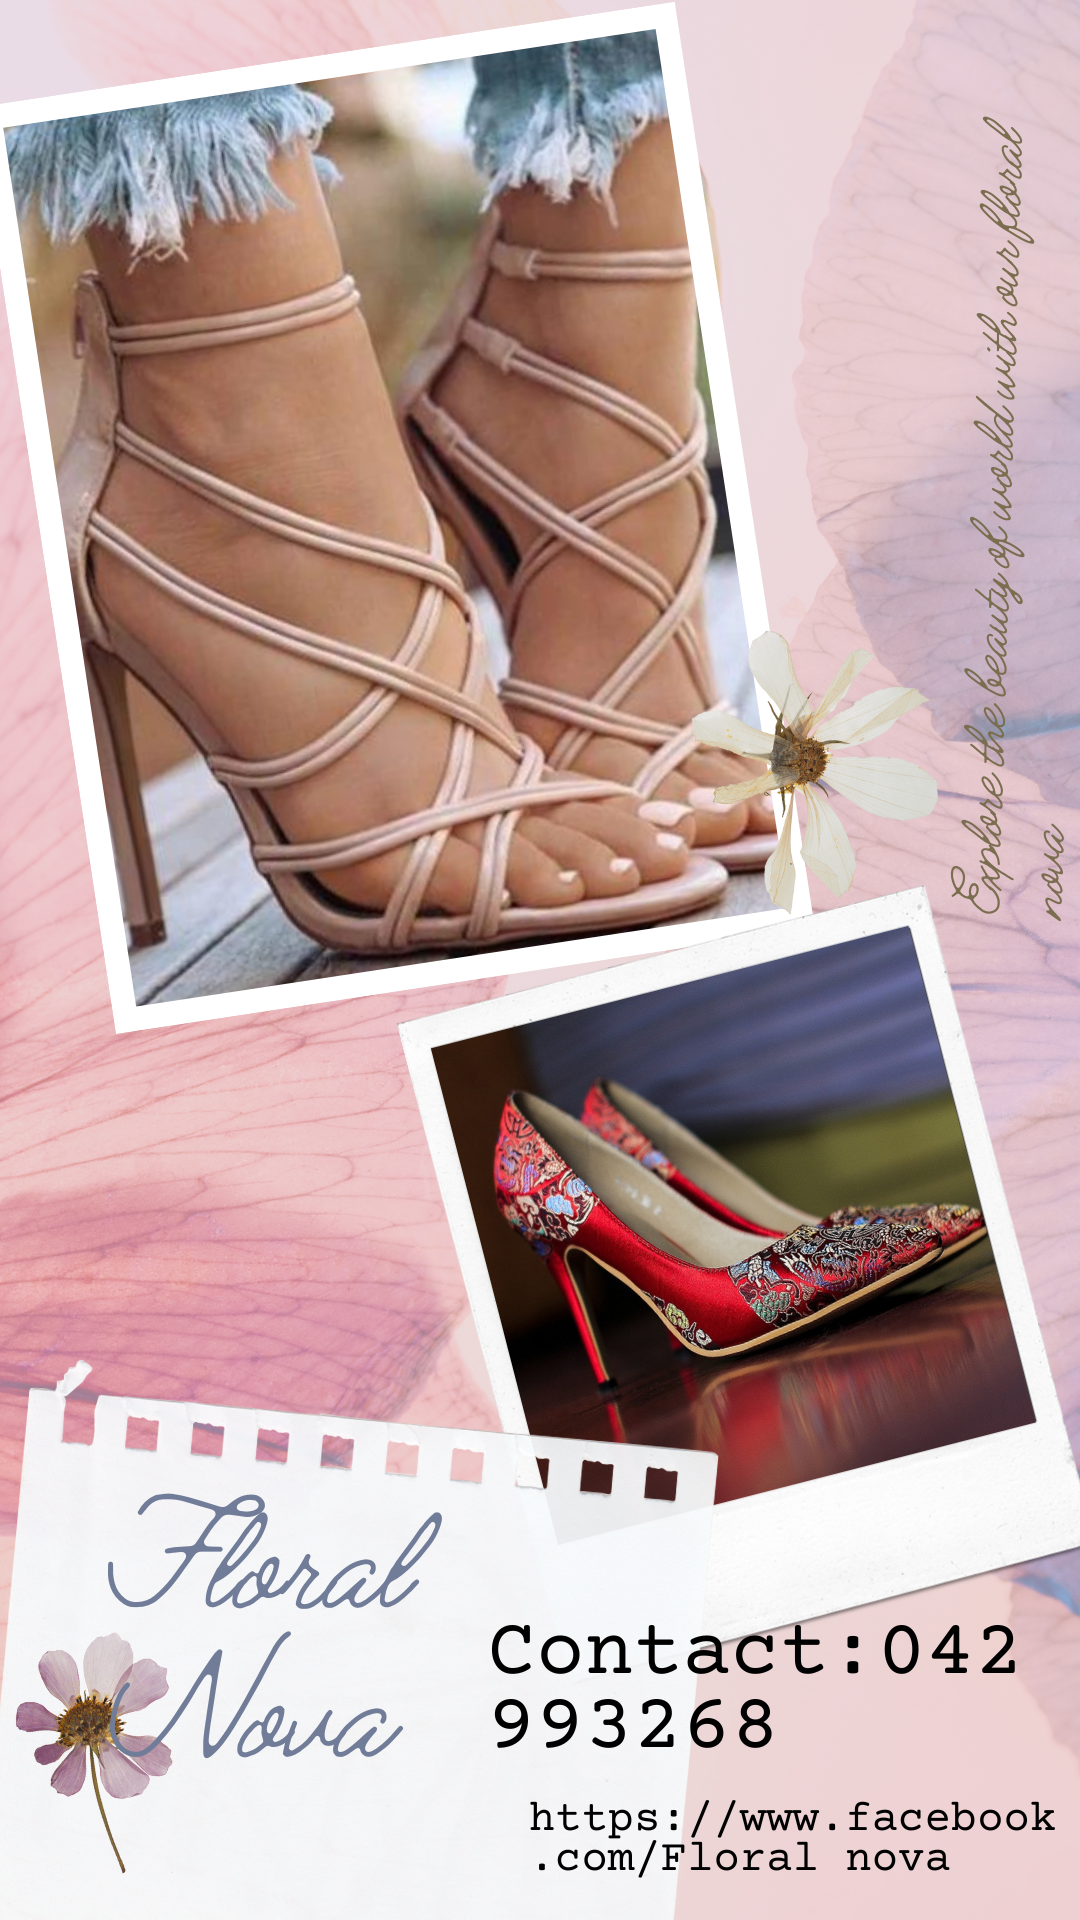 Explore the beauty of world with our floral
nova
Floral
Nova
Contact:042
993268
https://www.facebook
.com/Floral nova